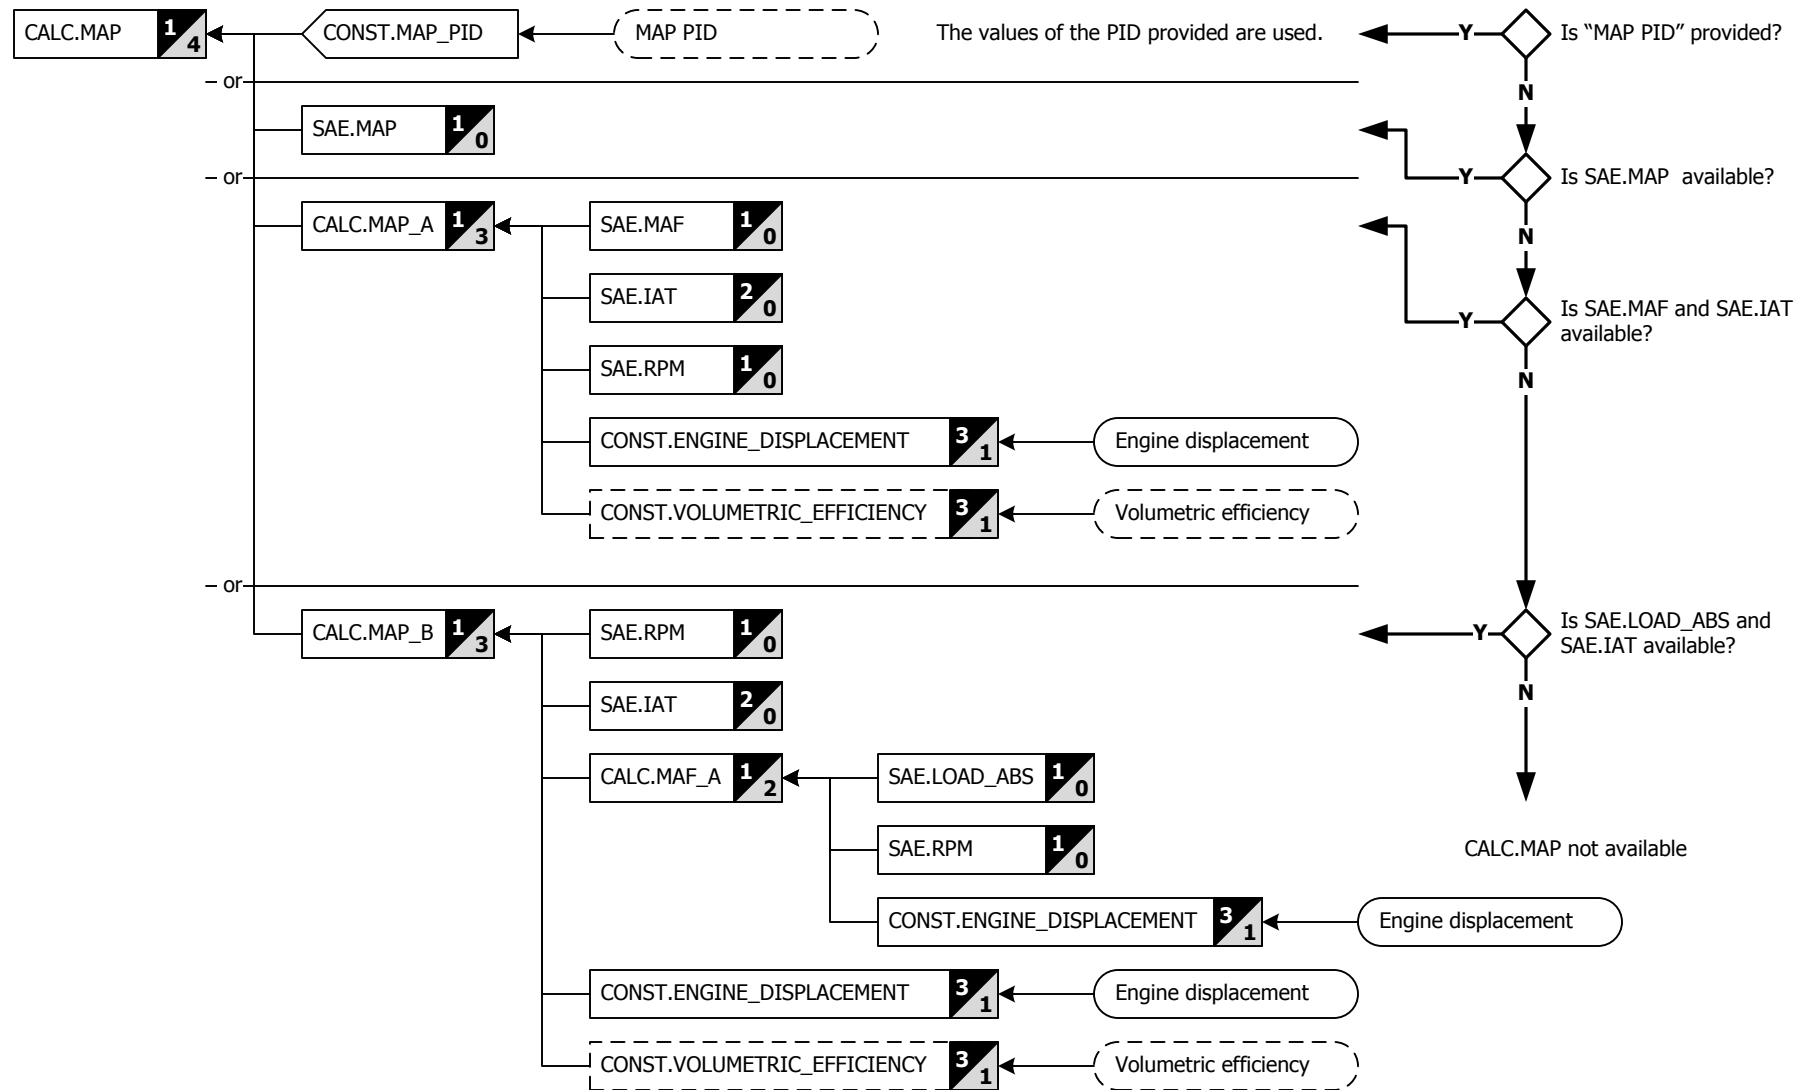 CALC.MAP 1 4 CONST.MAP_PID MAP PID The values of the PID provided are used. Y Is “MAP PID” provided?
– or
N
SAE.MAP 1 0
– or
Y Is SAE.MAP available?
CALC.MAP_A 1 3 SAE.MAF 1 0
N
SAE.IAT 2 0
Y Is SAE.MAF and SAE.IAT
available?
SAE.RPM 1 0
N
CONST.ENGINE_DISPLACEMENT 3 1 Engine displacement
CONST.VOLUMETRIC_EFFICIENCY 3 1 Volumetric efficiency
– or
CALC.MAP_B 1 3 SAE.RPM 1 0 Y Is SAE.LOAD_ABS and
SAE.IAT available?
SAE.IAT 2 0
N
CALC.MAF_A 1 2 SAE.LOAD_ABS 1 0
SAE.RPM 1 0
CALC.MAP not available
CONST.ENGINE_DISPLACEMENT 3 1 Engine displacement
CONST.ENGINE_DISPLACEMENT 3 1 Engine displacement
CONST.VOLUMETRIC_EFFICIENCY 3 1 Volumetric efficiency